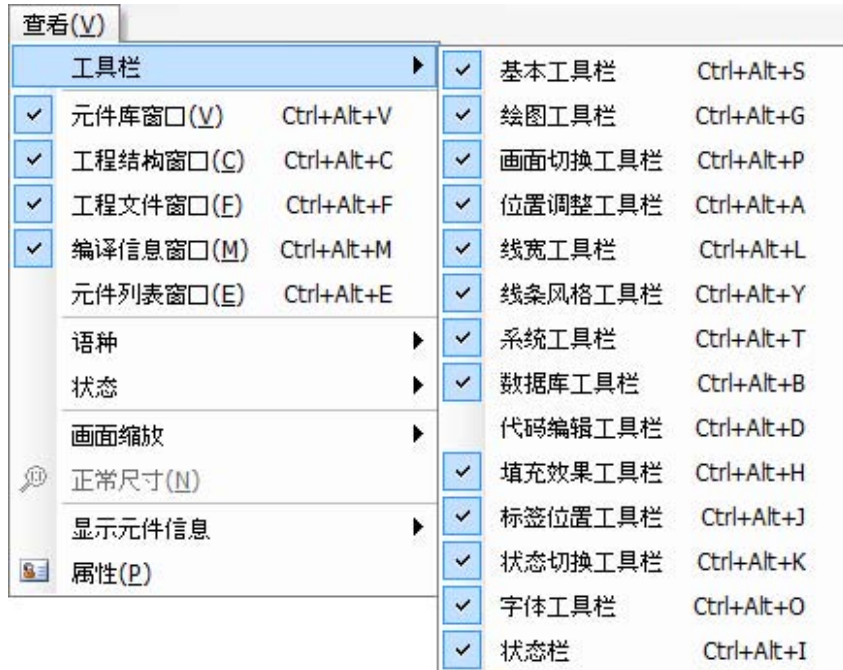 查看(V)
工具栏
元件库窗口(V) Ctrl+Alt+V
工程结构窗口(C) Ctrl+Alt+C
工程文件窗口(F) Ctrl+Alt+F
编译信息窗口(M) Ctrl+Alt+M
元件列表窗口(E) Ctrl+Alt+E
语种
状态
画面缩放
正常尺寸(N)
显示元件信息
属性(P)
基本工具栏 Ctrl+Alt+S
绘图工具栏 Ctrl+Alt+G
画面切换工具栏 Ctrl+Alt+P
位置调整工具栏 Ctrl+Alt+A
线宽工具栏 Ctrl+Alt+L
线条风格工具栏 Ctrl+Alt+Y
系统工具栏 Ctrl+Alt+T
数据库工具栏 Ctrl+Alt+B
代码编辑工具栏 Ctrl+Alt+D
填充效果工具栏 Ctrl+Alt+H
标签位置工具栏 Ctrl+Alt+J
状态切换工具栏 Ctrl+Alt+K
字体工具栏 Ctrl+Alt+O
状态栏 Ctrl+Alt+I